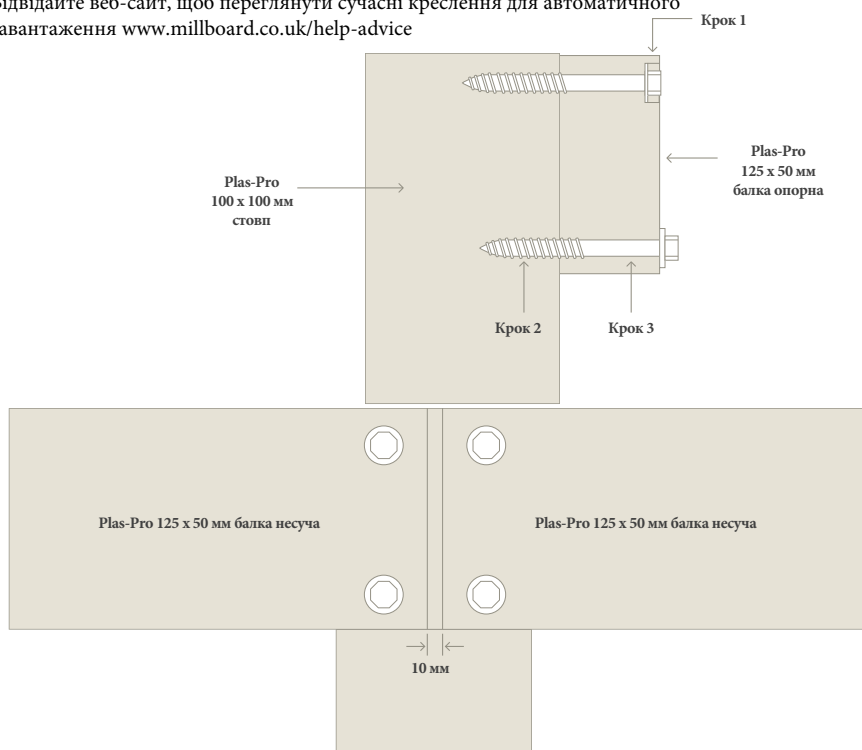 відвідайте веб-сайт, щоб переглянути сучасні креслення для автоматичного
завантаження www.millboard.co.uk/help-advice
Крок 1
Plas-Pro
125 x 50 мм
балка опорна
Plas-Pro
100 x 100 мм
стовп
Крок 2
Крок 3
Plas-Pro 125 x 50 мм балка несуча
Plas-Pro 125 x 50 мм балка несуча
10 мм